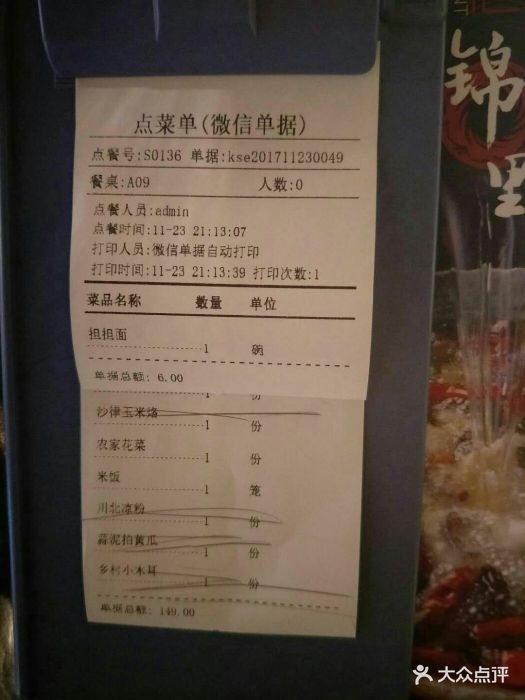 点菜单(微信单据)
点餐号:S0136 单据:kse201711230049
餐桌:A09 人数:0
点餐人员:admin
点餐时间:11-23 21:13:07
打印人员:微信单据自动打印
打印时间:11-23 21:13:39 打印次数:1
菜品名称 数量 单位
担担面
1 碗
单据总额: 6.00
1 份
沙律玉米烙
1 份
农家花菜
1 份
米饭
1 笼
川北凉粉
1 份
蒜泥拍黄瓜
1 份
乡村小木耳
1 份
单据总额: 149.00
锦里
大众点评